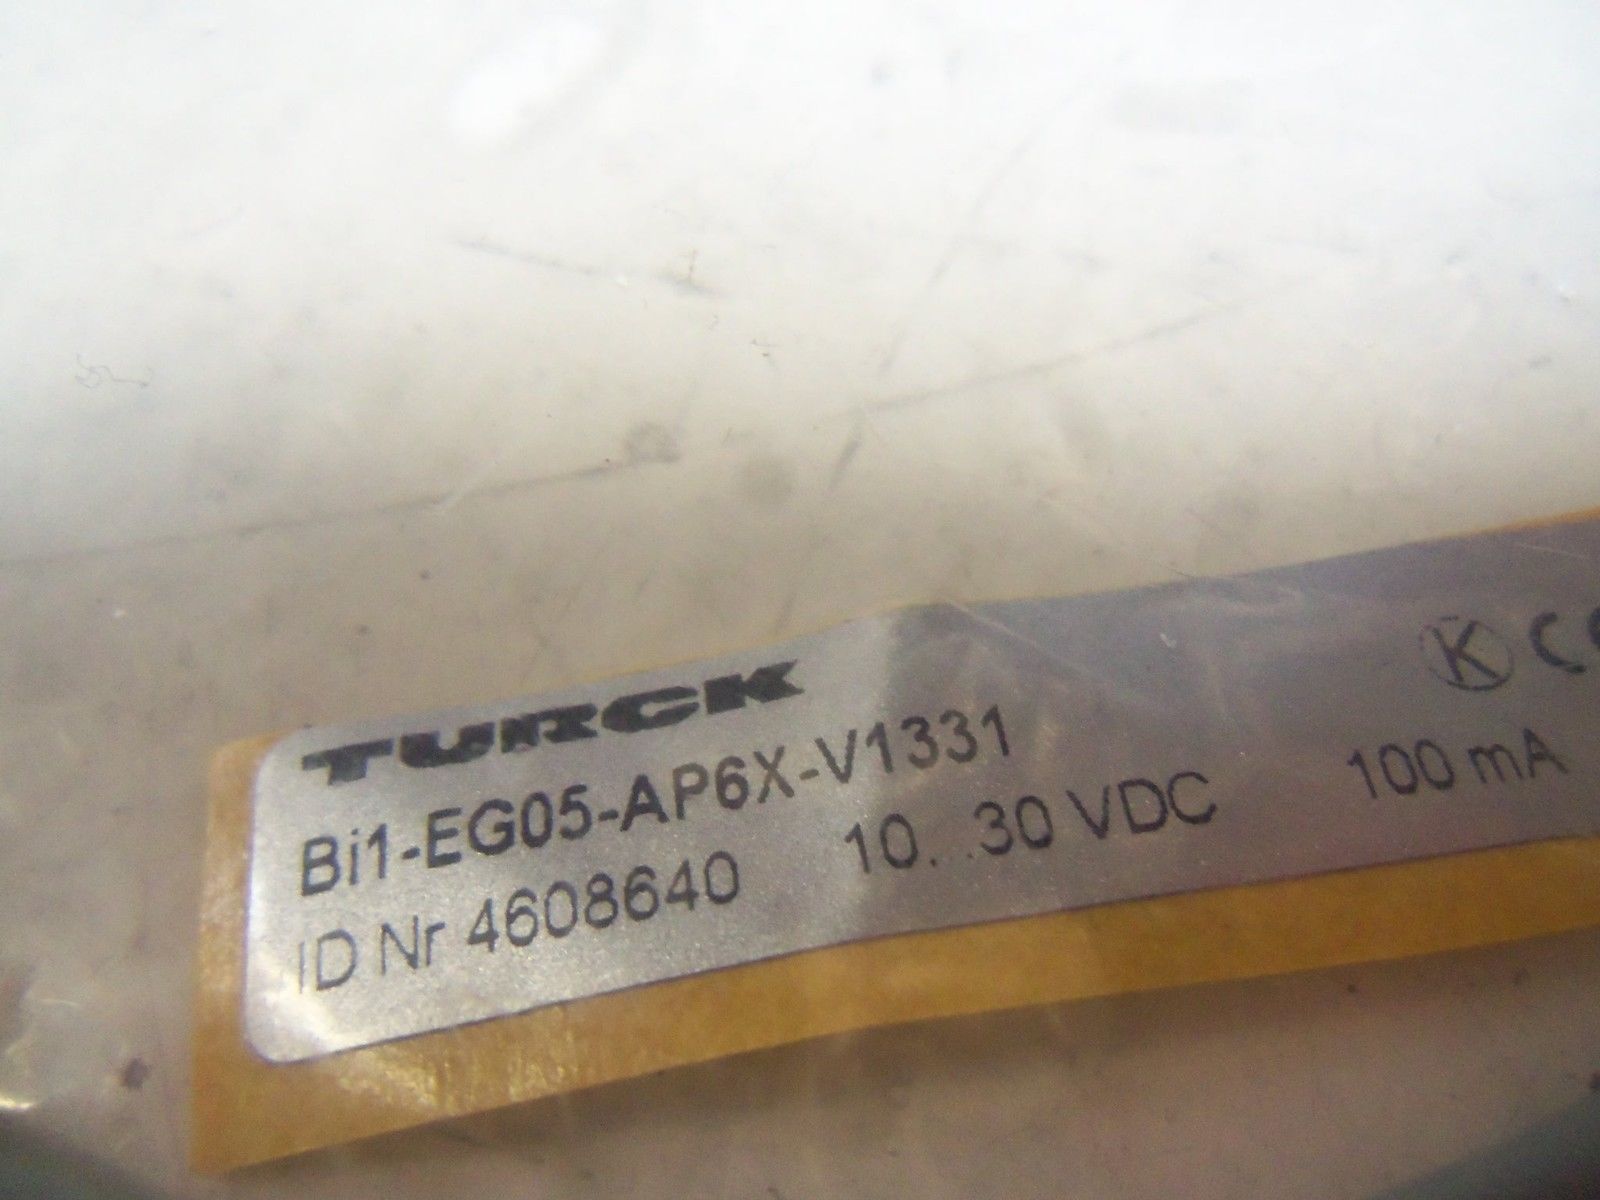 TURCK
Bi1-EG05-AP6X-V1331
ID Nr 4608640 10. .30 VDC 100 mA
K C